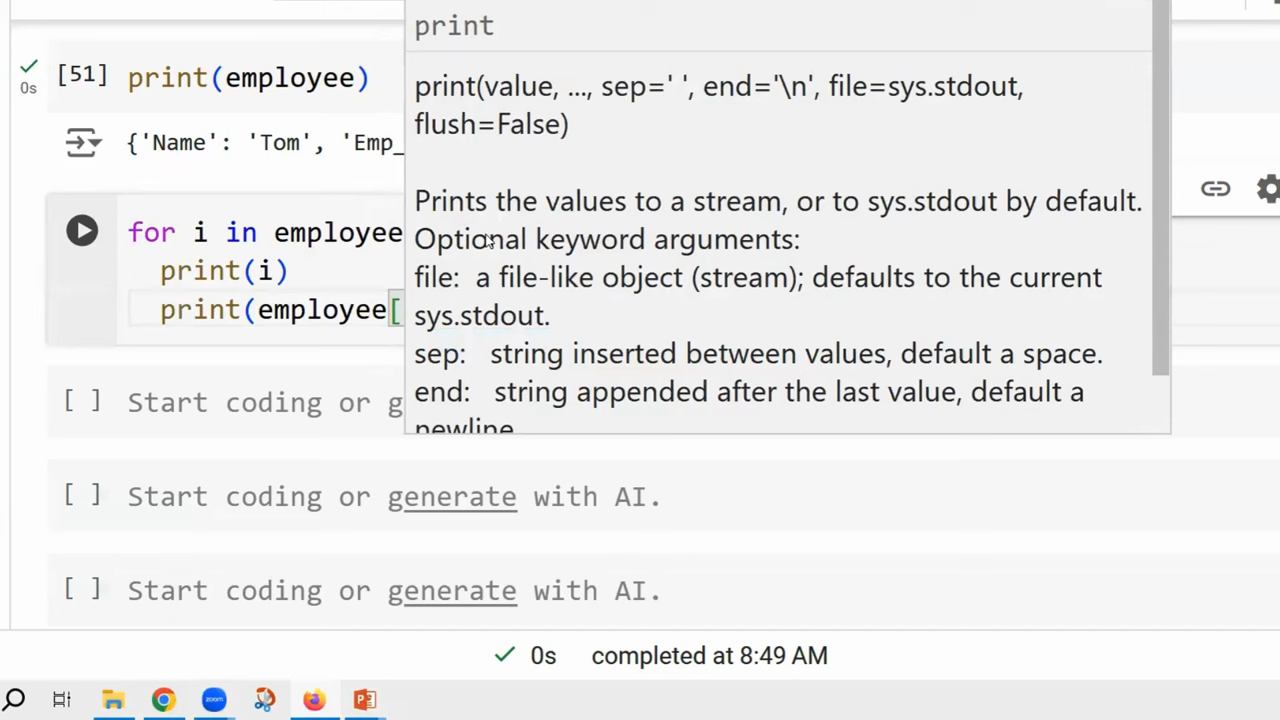 print
print(value, ..., sep=' ', end='\n', file=sys.stdout,
flush=False)
Prints the values to a stream, or to sys.stdout by default.
Optional keyword arguments:
file:  a file-like object (stream); defaults to the current
sys.stdout.
sep:   string inserted between values, default a space.
end:   string appended after the last value, default a
newline
0s
[51] print(employee)
{'Name': 'Tom', 'Emp_
for i in employee
print(i)
print(employee[
[ ] Start coding or g
[ ] Start coding or generate with AI.
[ ] Start coding or generate with AI.
0s completed at 8:49 AM
zoom